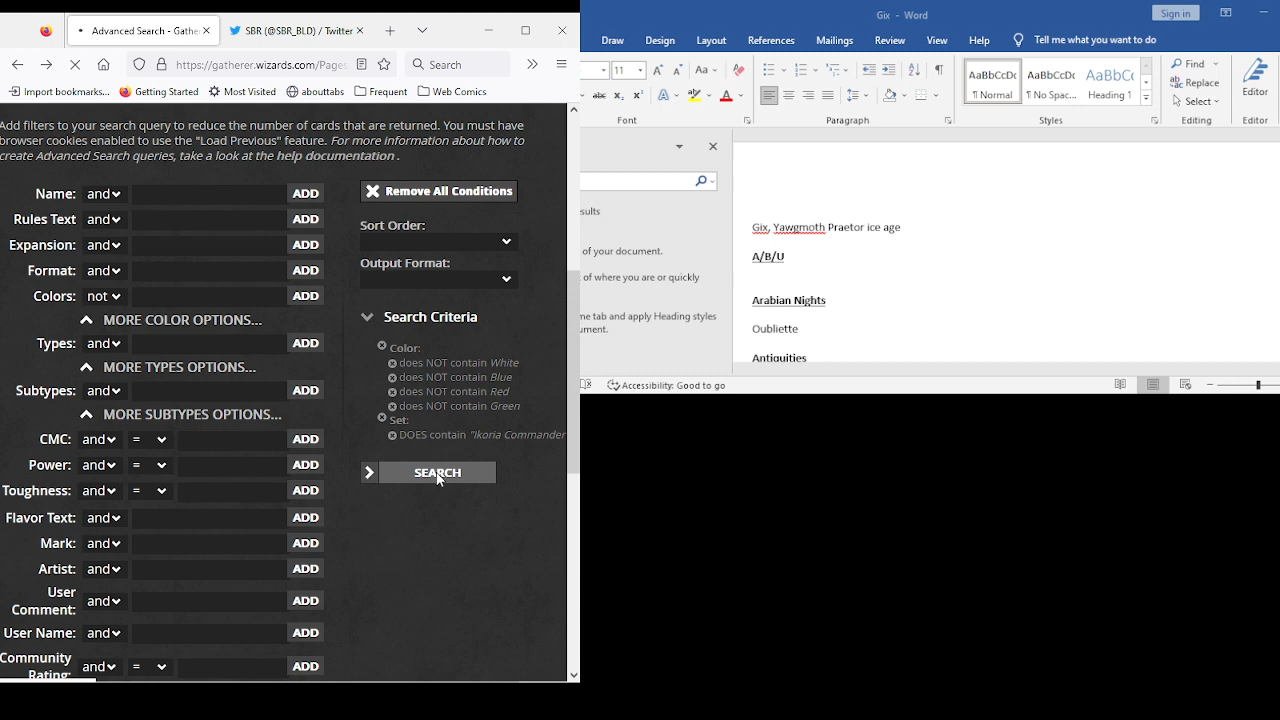 Advanced Search - Gathe
SBR (@SBR_BLD) / Twitter
https://gatherer.wizards.com/Pages
Search
Import bookmarks...
Getting Started
Most Visited
abouttabs
Frequent
Web Comics
Add filters to your search query to reduce the number of cards that are returned. You must have
browser cookies enabled to use the "Load Previous" feature. For more information about how to
create Advanced Search queries, take a look at the help documentation .
Name: and ADD
Rules Text and ADD
Expansion: and ADD
Format: and ADD
Colors: not ADD
MORE COLOR OPTIONS...
Types: and ADD
MORE TYPES OPTIONS...
Subtypes: and ADD
MORE SUBTYPES OPTIONS...
CMC: and = ADD
Power: and = ADD
Toughness: and = ADD
Flavor Text: and ADD
Mark: and ADD
Artist: and ADD
User
Comment: and ADD
User Name: and ADD
Community
Rating: and = ADD
Remove All Conditions
Sort Order:
Output Format:
Search Criteria
Color:
does NOT contain White
does NOT contain Blue
does NOT contain Red
does NOT contain Green
Set:
DOES contain "Ikoria Commander
SEARCH
Gix - Word
Sign in
Draw
Design
Layout
References
Mailings
Review
View
Help
Tell me what you want to do
11
Aa
abc
x₂
x²
A
A
AaBbCcDc
¶ Normal
AaBbCcDc
¶ No Spac...
AaBbCc
Heading 1
Find
Replace
Select
Editor
Font
Paragraph
Styles
Editing
Editor
sults
of your document.
of where you are or quickly
me tab and apply Heading styles
ument.
Gix, Yawgmoth Praetor ice age
A/B/U
Arabian Nights
Oubliette
Antiquities
Accessibility: Good to go